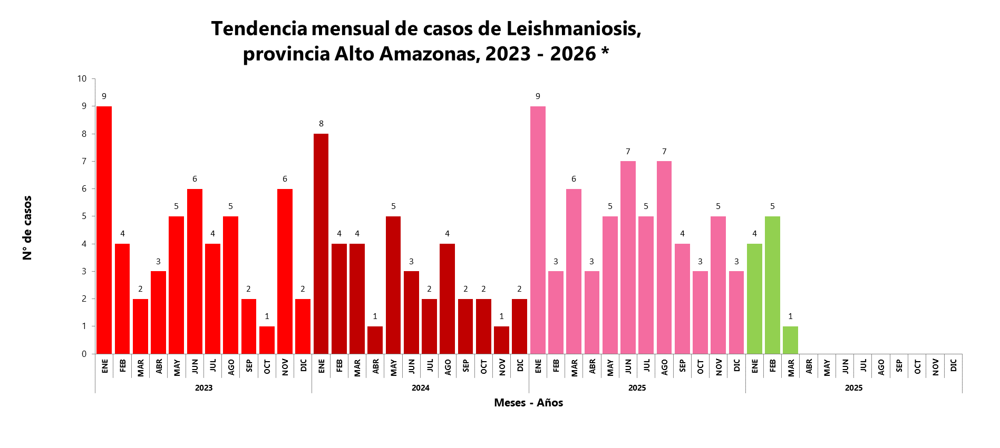 Tendencia mensual de casos de Leishmaniosis,
provincia Alto Amazonas, 2023 - 2026 *
N° de casos
10
9
8
7
6
5
4
3
2
1
0
9 4 2 3 5 6 4 5 2 1 6 2 8 4 4 1 5 3 2 4 2 2 1 2 9 3 6 3 5 7 5 7 4 3 5 3 4 5 1
ENE FEB MAR ABR MAY JUN JUL AGO SEP OCT NOV DIC ENE FEB MAR ABR MAY JUN JUL AGO SEP OCT NOV DIC ENE FEB MAR ABR MAY JUN JUL AGO SEP OCT NOV DIC ENE FEB MAR ABR MAY JUN JUL AGO SEP OCT NOV DIC
2023 2024 2025 2025
Meses - Años